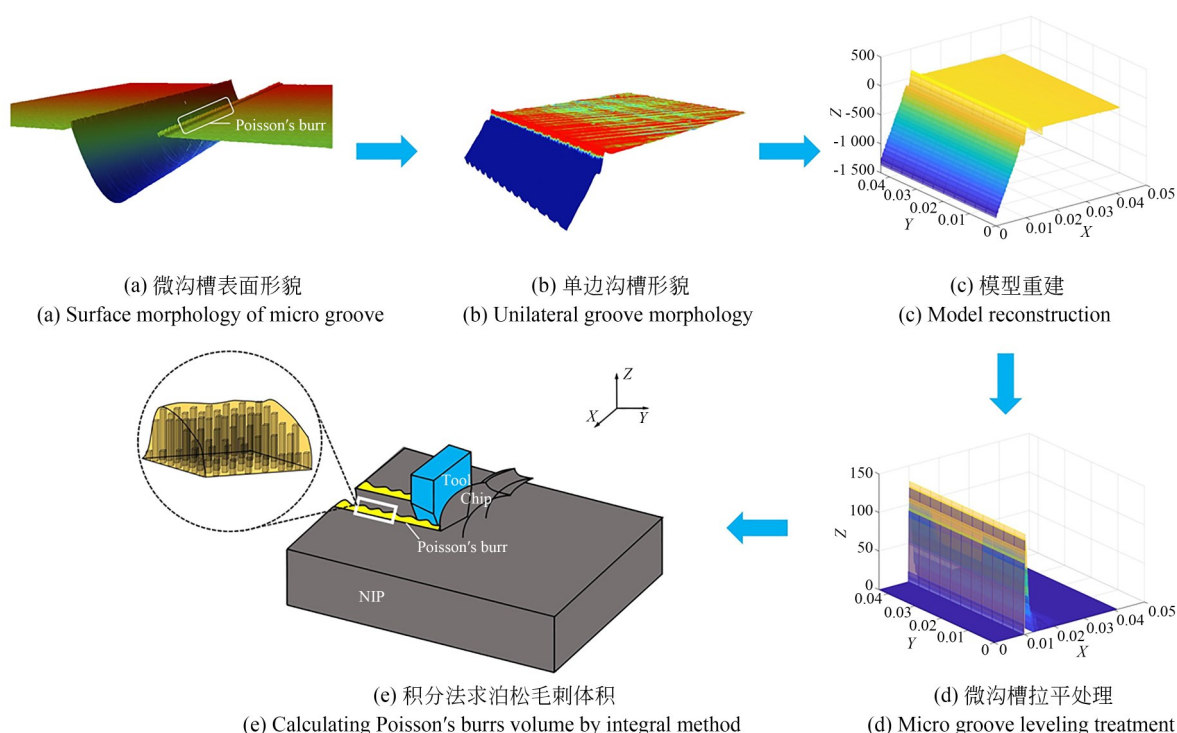 Poisson's burr
500
0
-500
-1 000
-1 500
Z
0.04
0.03
0.02
0.01
0
Y
0
0.01
0.02
0.03
0.04
0.05
X
(a) 微沟槽表面形貌
(a) Surface morphology of micro groove
(b) 单边沟槽形貌
(b) Unilateral groove morphology
(c) 模型重建
(c) Model reconstruction
Z
X
Y
Tool
Chip
Poisson's burr
NIP
150
100
50
0
Z
0.04
0.03
0.02
0.01
0
Y
0
0.01
0.02
0.03
0.04
0.05
X
(e) 积分法求泊松毛刺体积
(e) Calculating Poisson's burrs volume by integral method
(d) 微沟槽拉平处理
(d) Micro groove leveling treatment